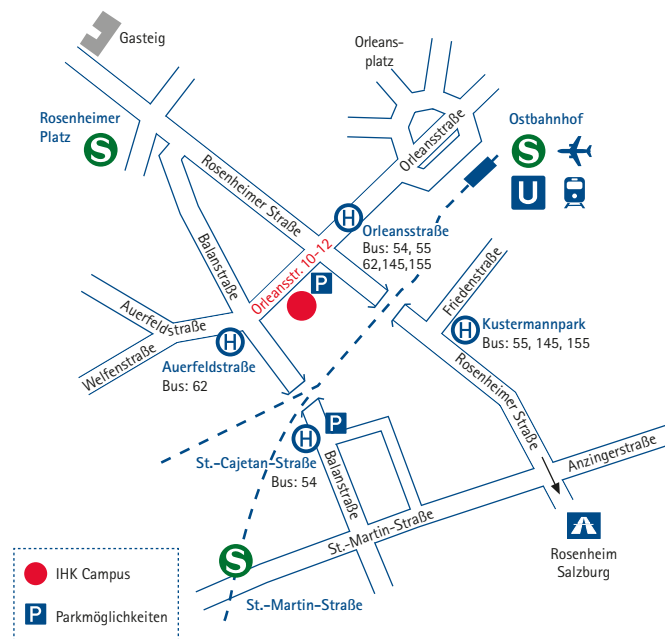 Gasteig
Orleans-
platz
Rosenheimer
Platz
S
Ostbahnhof
S
U
Orleansstraße
Rosenheimer Straße
H
Orleansstraße
Bus: 54, 55
62,145,155
Balanstraße
Orleansstr. 10–12
P
Friedenstraße
Auerfeldstraße
Welfenstraße
H
Auerfeldstraße
Bus: 62
H
Kustermannpark
Bus: 55, 145, 155
Rosenheimer Straße
P
H
St.-Cajetan-Straße
Bus: 54
Balanstraße
Anzingerstraße
St.-Martin-Straße
Rosenheim
Salzburg
S
St.-Martin-Straße
IHK Campus
P Parkmöglichkeiten